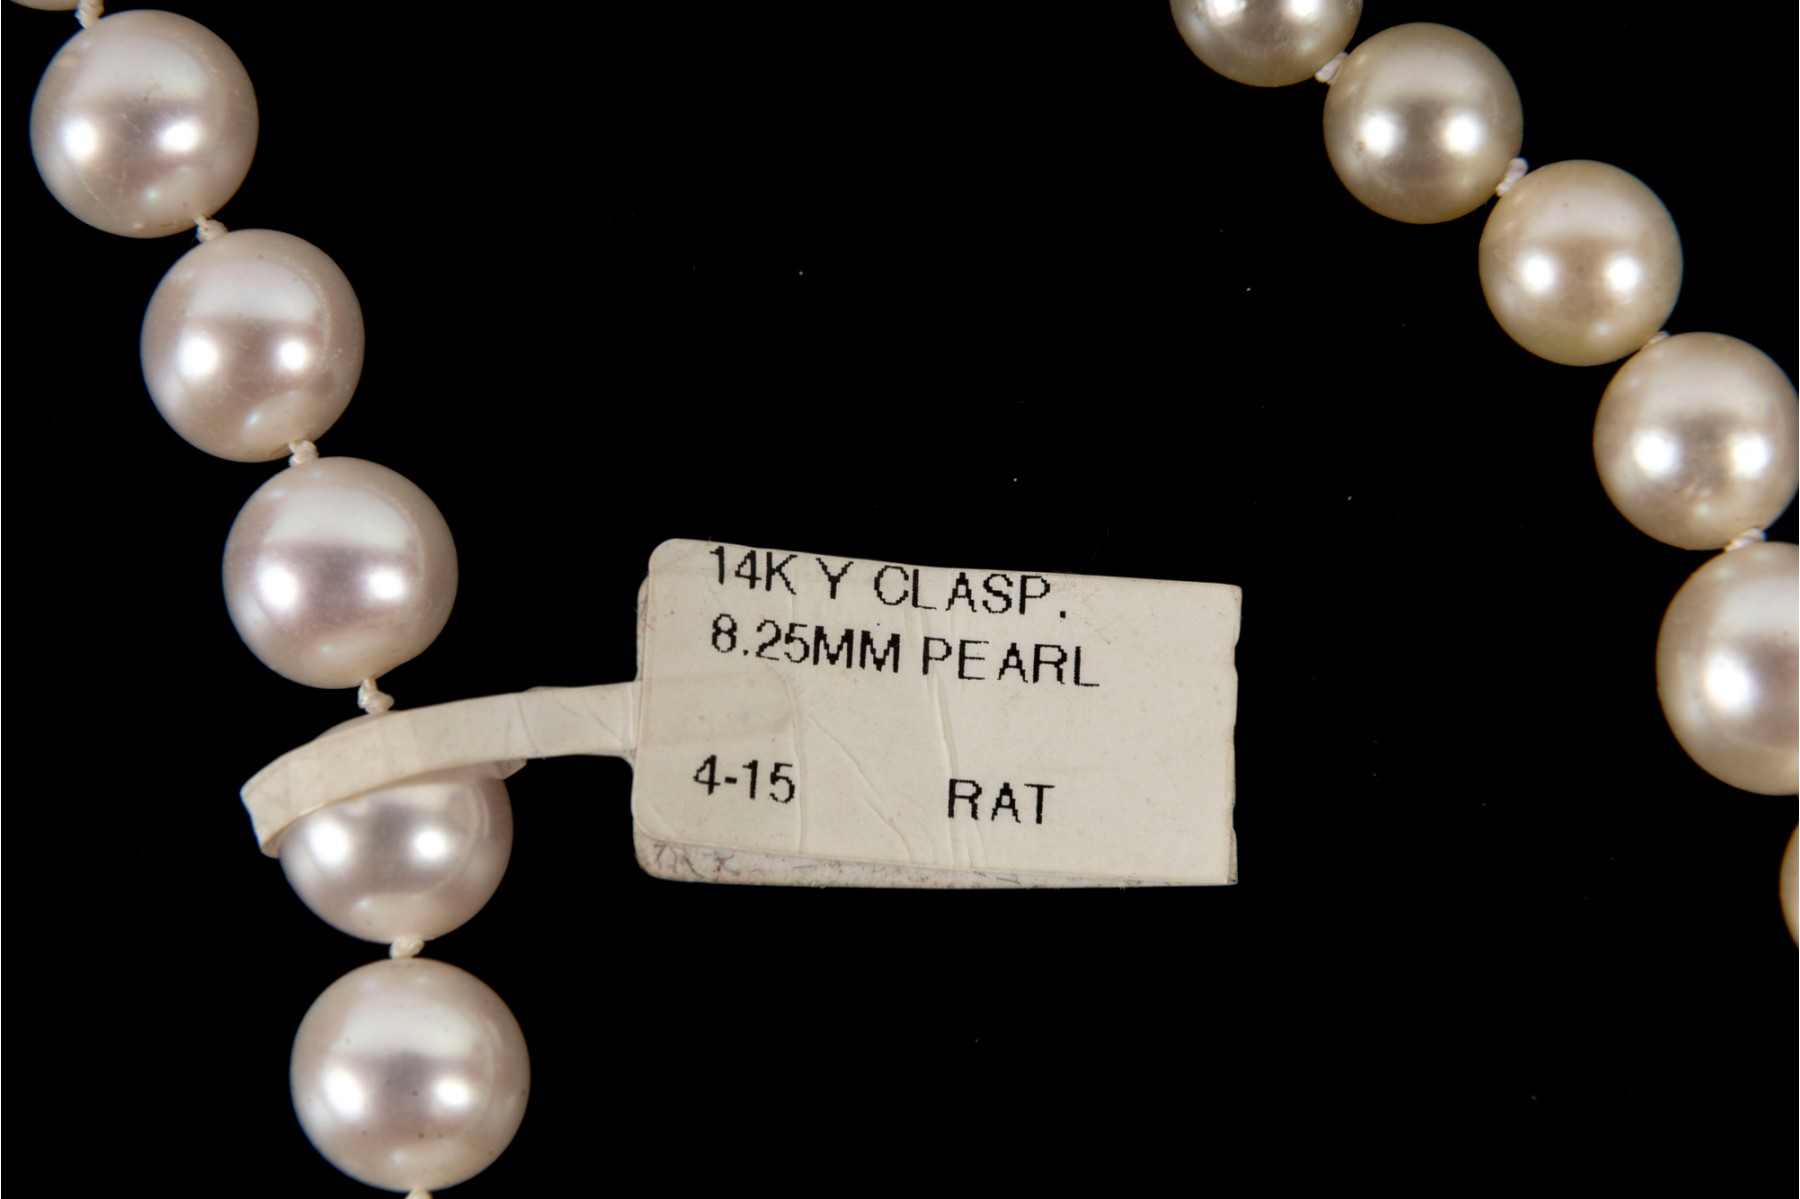 14K Y CLASP.
8.25MM PEARL
4-15 RAT